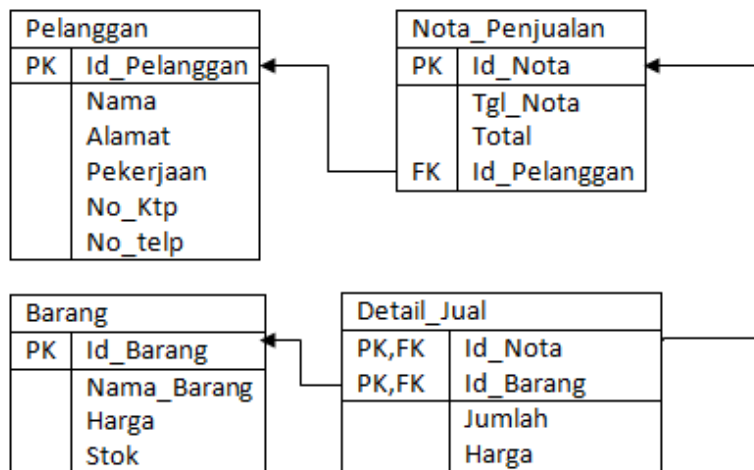 Pelanggan
PK Id_Pelanggan
Nama
Alamat
Pekerjaan
No_Ktp
No_telp
Nota_Penjualan
PK Id_Nota
Tgl_Nota
Total
FK Id_Pelanggan
Barang
PK Id_Barang
Nama_Barang
Harga
Stok
Detail_Jual
PK,FK Id_Nota
PK,FK Id_Barang
Jumlah
Harga